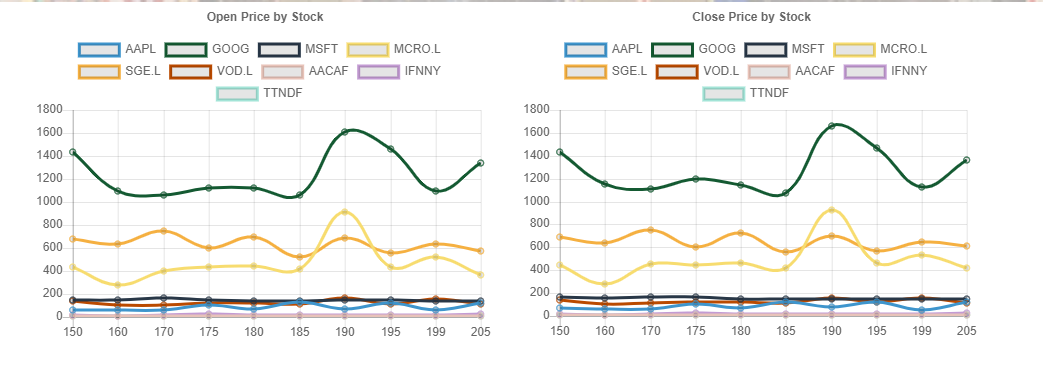 Open Price by Stock
AAPL GOOG MSFT MCRO.L
SGE.L VOD.L AACAF IFNNY
TTNDF
1800
1600
1400
1200
1000
800
600
400
200
0
150 160 170 175 180 185 190 195 199 205
Close Price by Stock
AAPL GOOG MSFT MCRO.L
SGE.L VOD.L AACAF IFNNY
TTNDF
1800
1600
1400
1200
1000
800
600
400
200
0
150 160 170 175 180 185 190 195 199 205